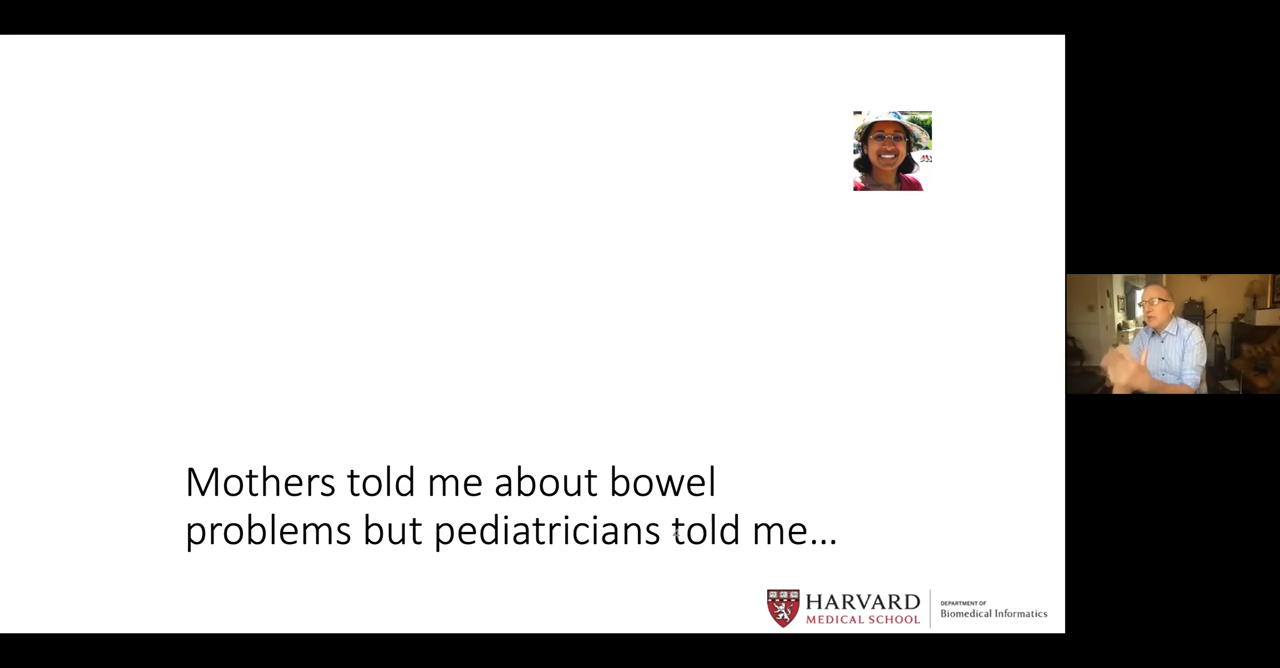 Mothers told me about bowel
problems but pediatricians told me...
HARVARD
MEDICAL SCHOOL
DEPARTMENT OF
Biomedical Informatics